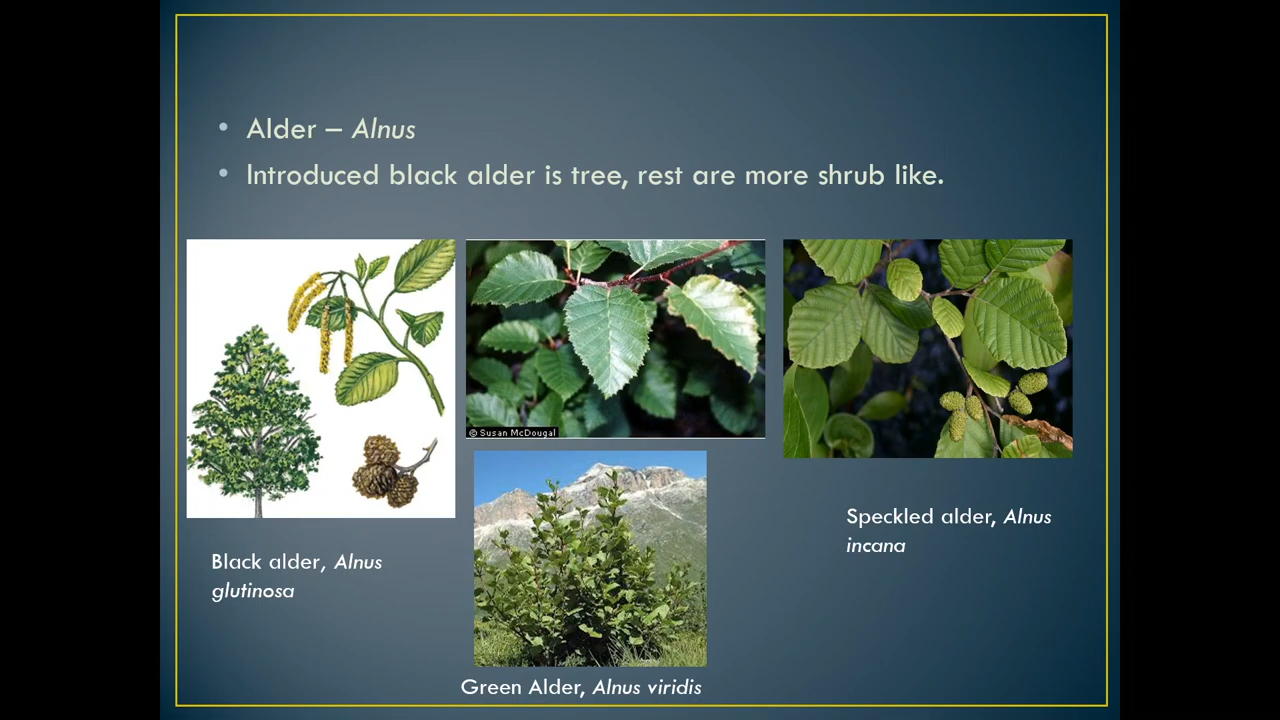 Alder – Alnus
Introduced black alder is tree, rest are more shrub like.
© Susan McDougal
Black alder, Alnus
glutinosa
Green Alder, Alnus viridis
Speckled alder, Alnus
incana